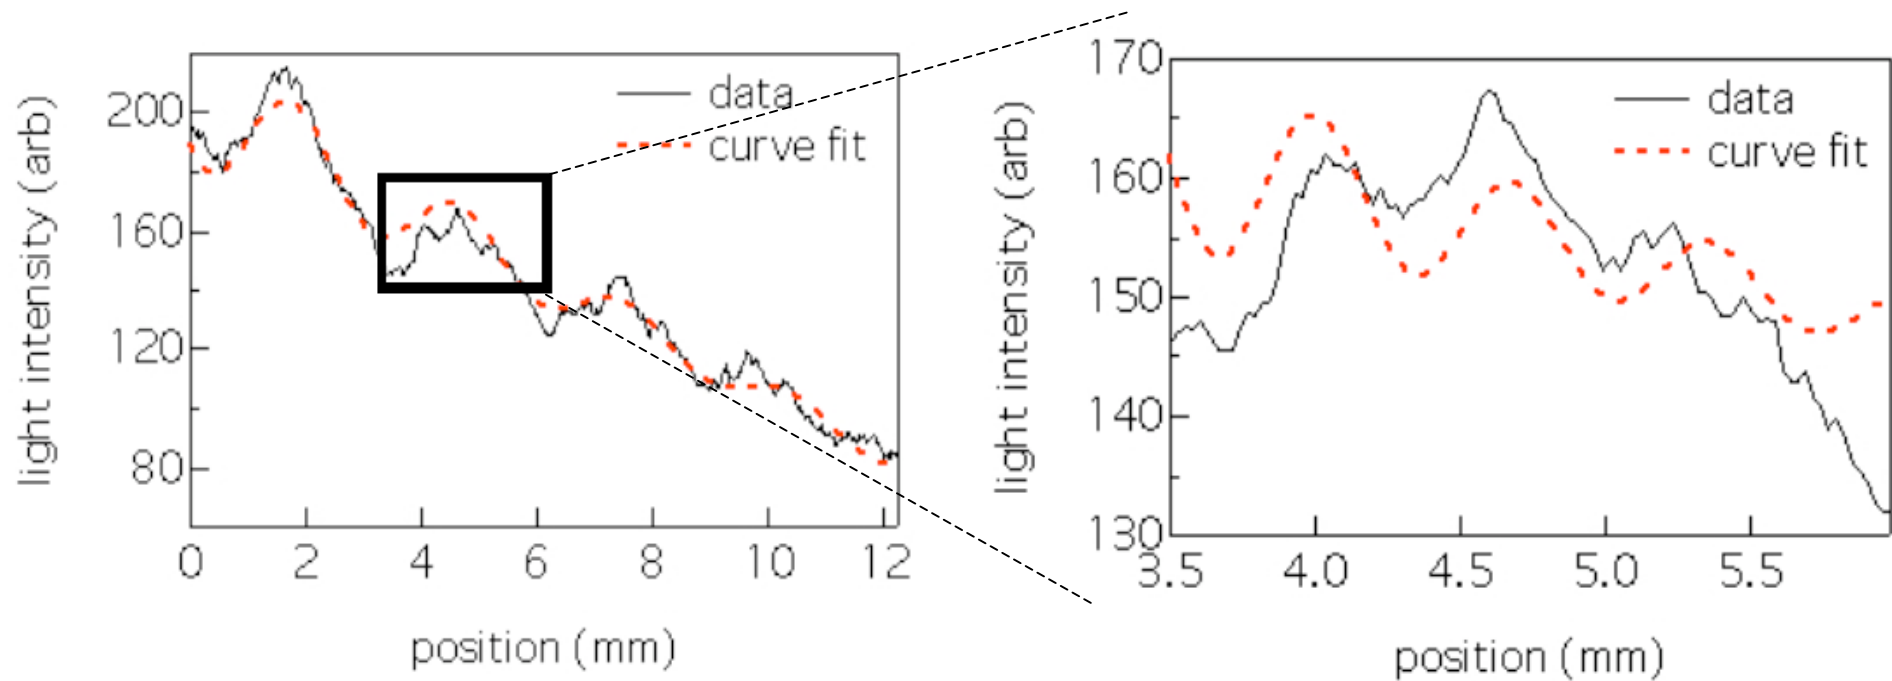 light intensity (arb)
200
160
120
80
data
curve fit
0 2 4 6 8 10 12
position (mm)
light intensity (arb)
170
160
150
140
130
data
curve fit
3.5 4.0 4.5 5.0 5.5
position (mm)